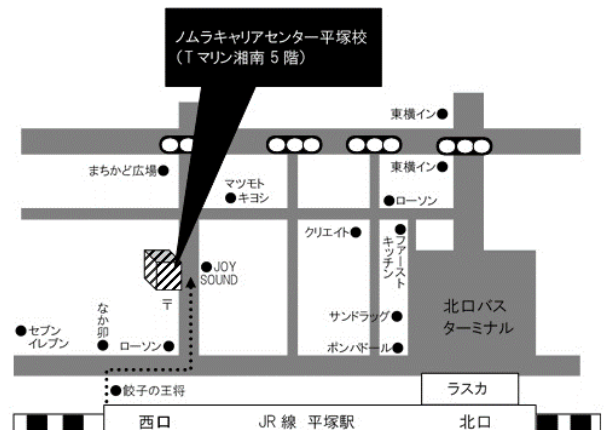 ノムラキャリアセンター平塚校
(Tマリン湘南5階)
東横イン
まちかど広場
東横イン
マツモト
キヨシ
ローソン
クリエイト
ファースト
キッチン
JOY
SOUND
〒
北口バス
ターミナル
なか卯
サンドラッグ
セブン
イレブン
ローソン
ポンパドール
餃子の王将
ラスカ
西口
JR線 平塚駅
北口